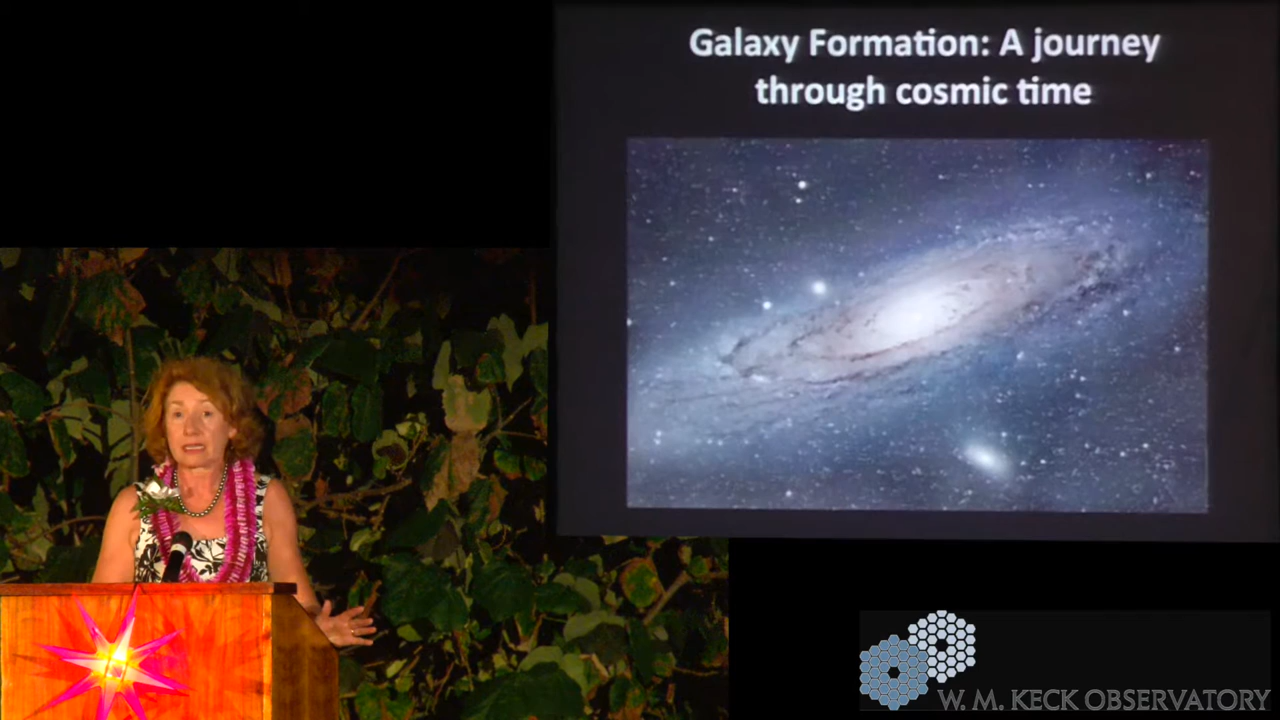 Galaxy Formation: A journey
through cosmic time
W. M. KECK OBSERVATORY